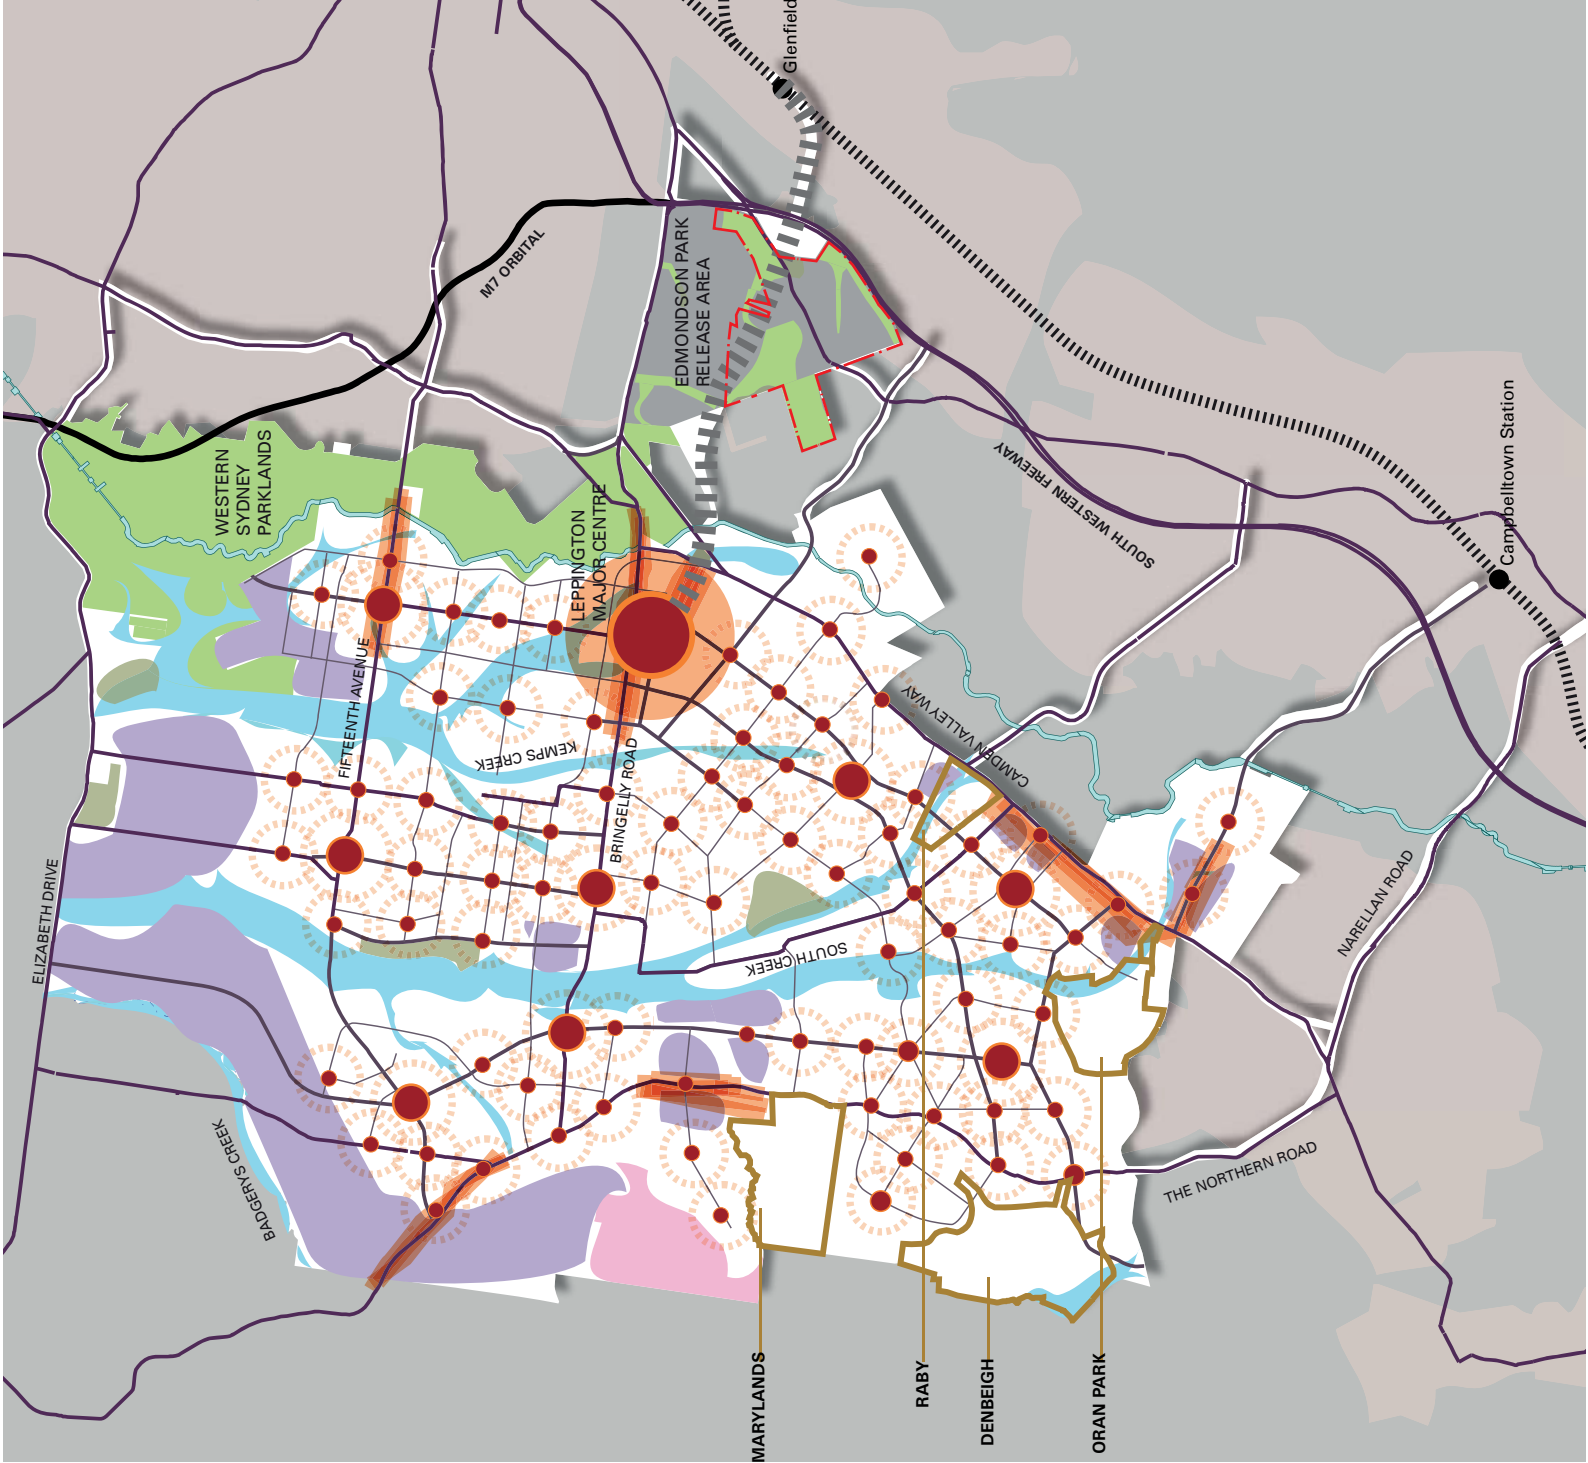 Glenfield
M7 ORBITAL
EDMONDSON PARK
RELEASE AREA
WESTERN
SYDNEY
PARKLANDS
LEPPINGTON
MAJOR CENTRE
SOUTH WESTERN FREEWAY
Campbelltown Station
FIFTEENTH AVENUE
KEMPS CREEK
BRINGELLY ROAD
CAMDEN VALLEY WAY
ELIZABETH DRIVE
SOUTH CREEK
NARELLAN ROAD
BADGERYS CREEK
THE NORTHERN ROAD
MARYLANDS
RABY
DENBEIGH
ORAN PARK